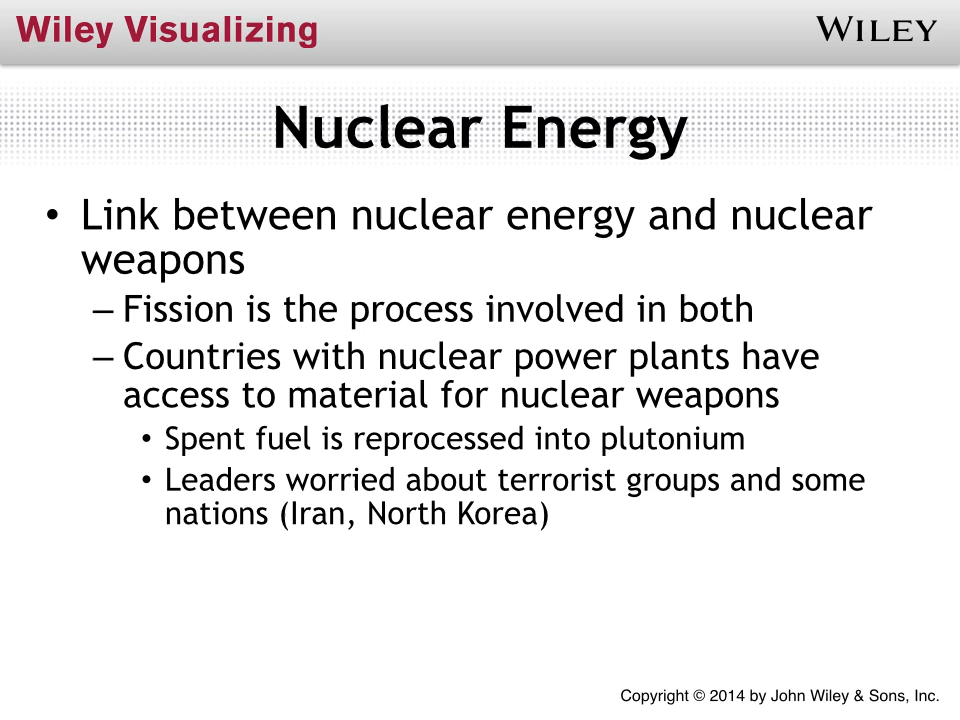 Wiley Visualizing
WILEY
Nuclear Energy
• Link between nuclear energy and nuclear
weapons
– Fission is the process involved in both
– Countries with nuclear power plants have
access to material for nuclear weapons
• Spent fuel is reprocessed into plutonium
• Leaders worried about terrorist groups and some
nations (Iran, North Korea)
Copyright © 2014 by John Wiley & Sons, Inc.